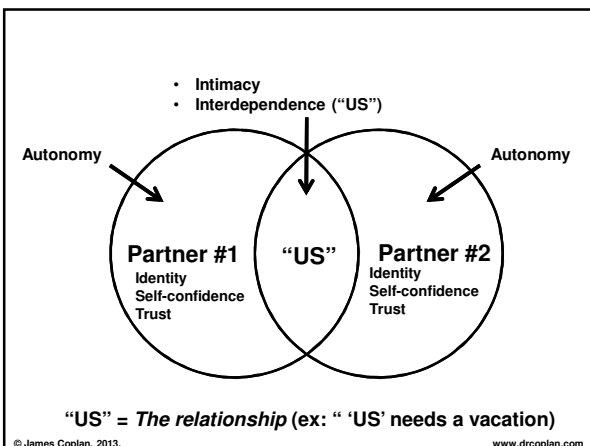 • Intimacy
• Interdependence (“US”)
Autonomy
Autonomy
Partner #1
Identity
Self-confidence
Trust
“US”
Partner #2
Identity
Self-confidence
Trust
“US” = The relationship (ex: “ ‘US’ needs a vacation)
© James Coplan, 2013.
www.drcoplan.com